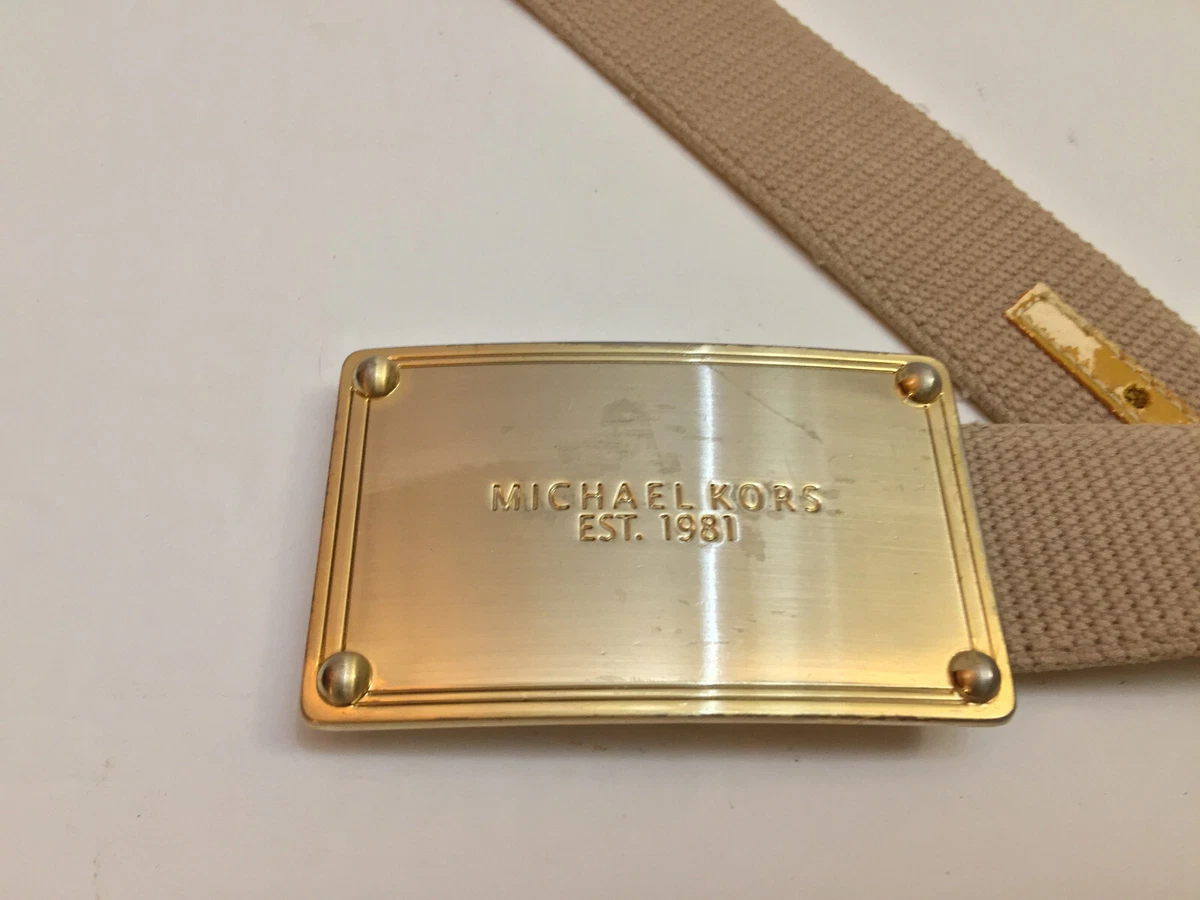 MICHAEL KORS
EST. 1981